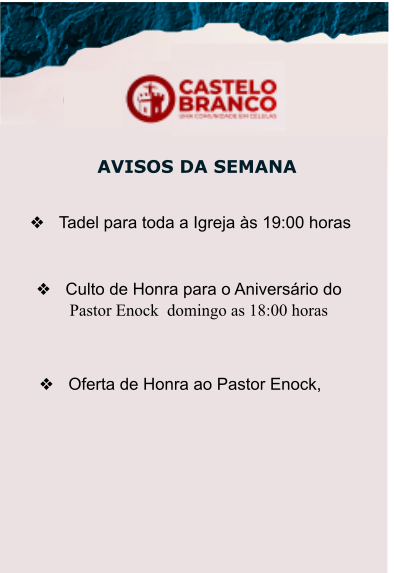 CASTELO
BRANCO
UMA COMUNIDADE EM CÉLULAS
AVISOS DA SEMANA
❖ Tadel para toda a Igreja às 19:00 horas
❖ Culto de Honra para o Aniversário do
Pastor Enock domingo as 18:00 horas
❖ Oferta de Honra ao Pastor Enock,